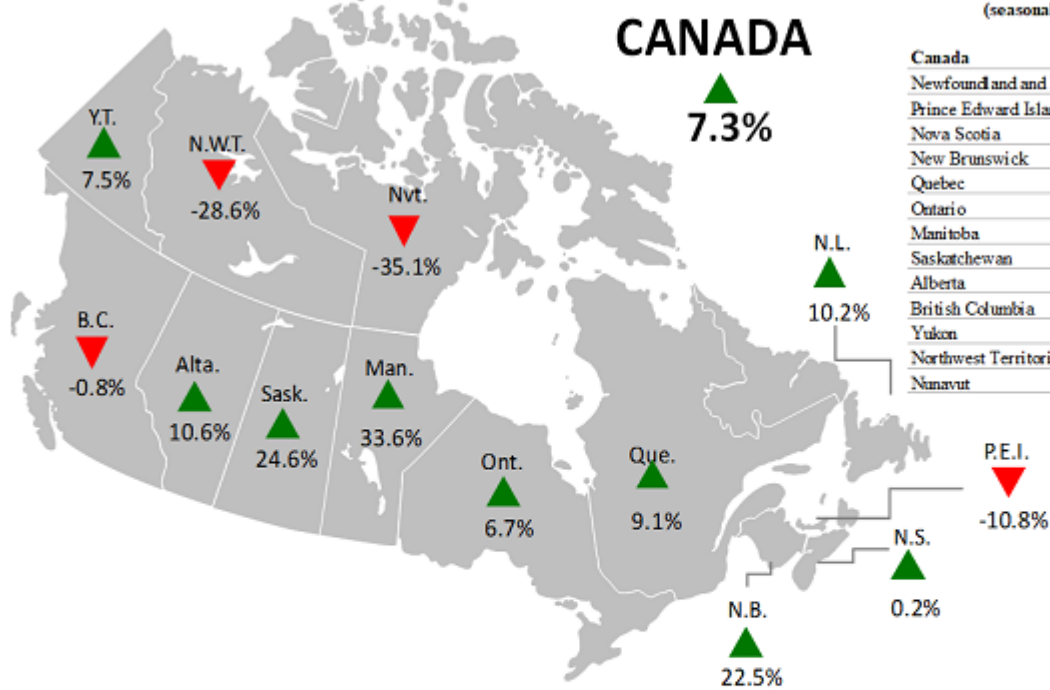 (seasonal
CANADA
7.3%
Canada
Newfoundland and
Prince Edward Islan
Nova Scotia
New Brunswick
Quebec
Ontario
Manitoba
Saskatchewan
Alberta
British Columbia
Yukon
Northwest Territori
Nunavut
Y.T.
7.5%
N.W.T.
-28.6%
Nvt.
-35.1%
B.C.
-0.8%
Alta.
10.6%
Sask.
24.6%
Man.
33.6%
Ont.
6.7%
Que.
9.1%
N.L.
10.2%
P.E.I.
-10.8%
N.S.
0.2%
N.B.
22.5%